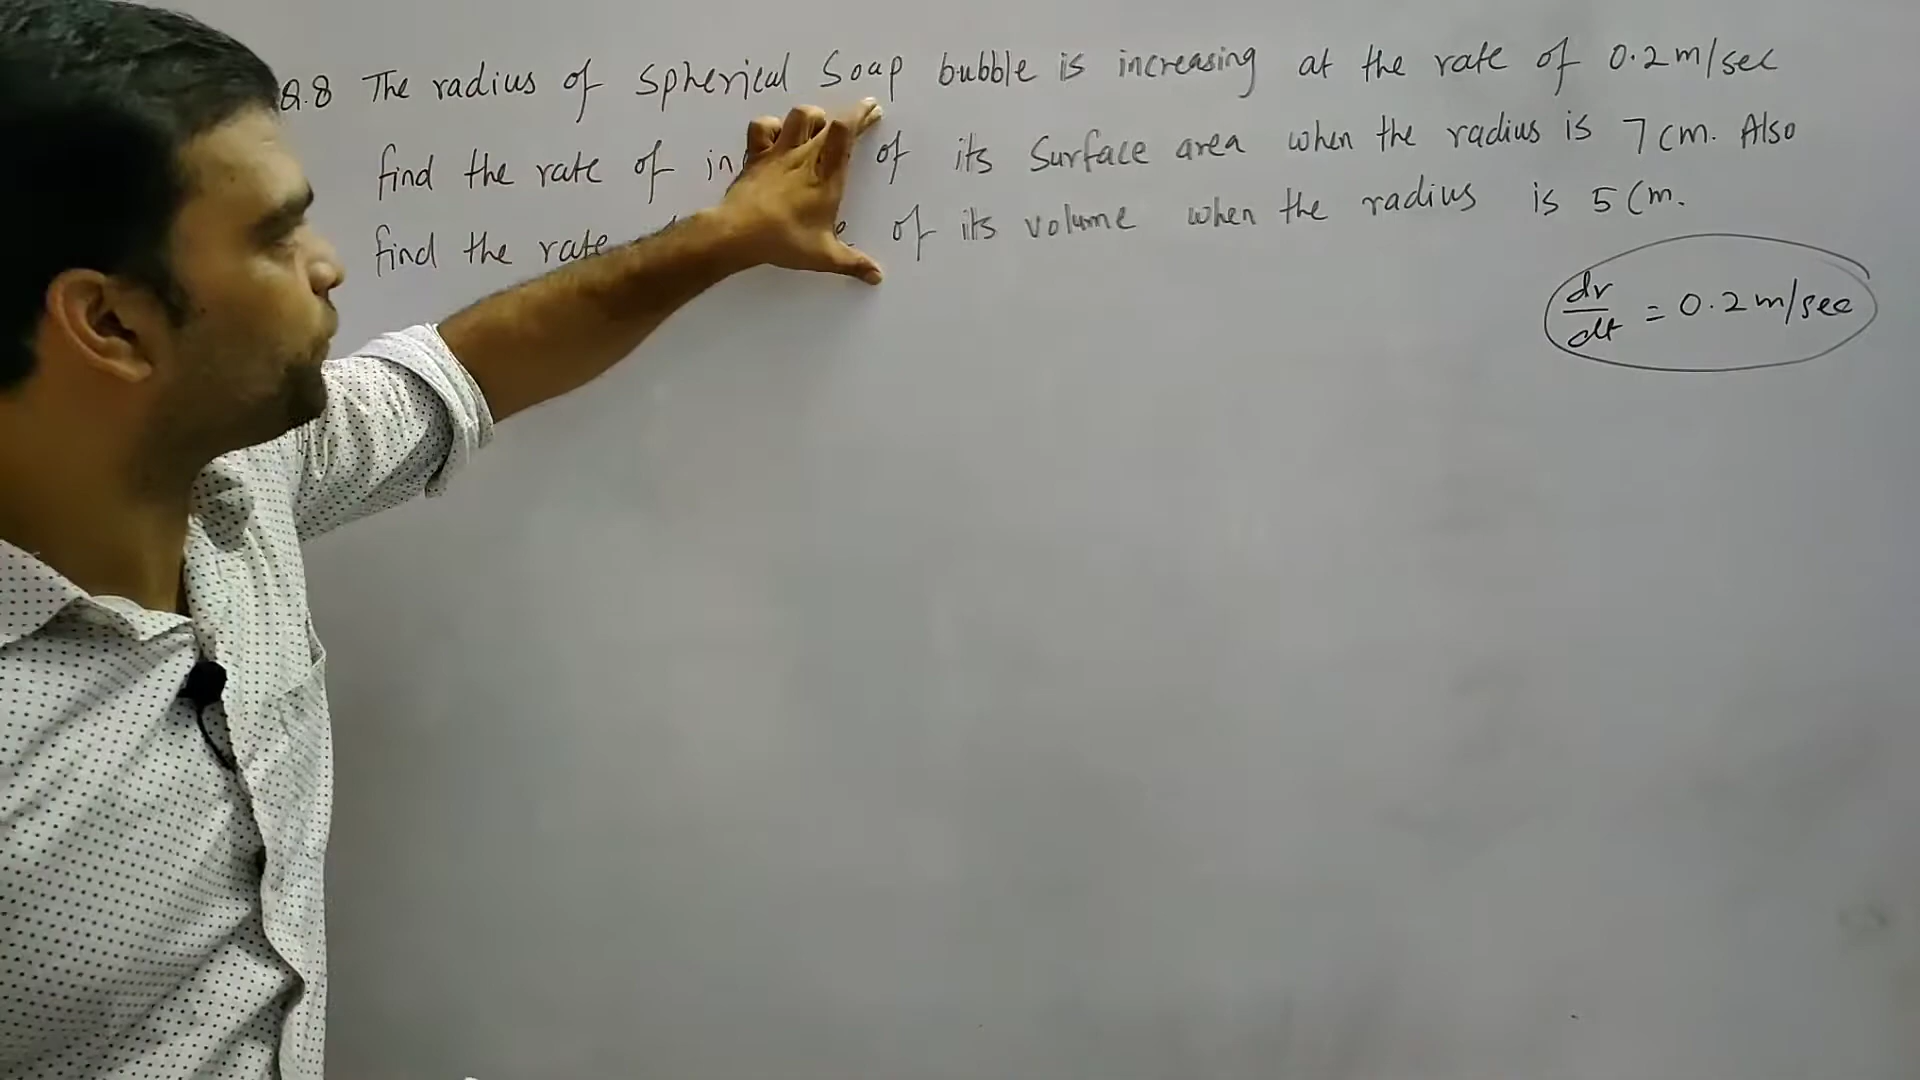 Q.8 The radius of spherical Soap bubble is increasing at the rate of 0.2 m/sec
find the rate of of its Surface area when the radius is 7 cm. Also
find the rate of its volume when the radius is 5 Cm.
dr/dt = 0.2 m/sec